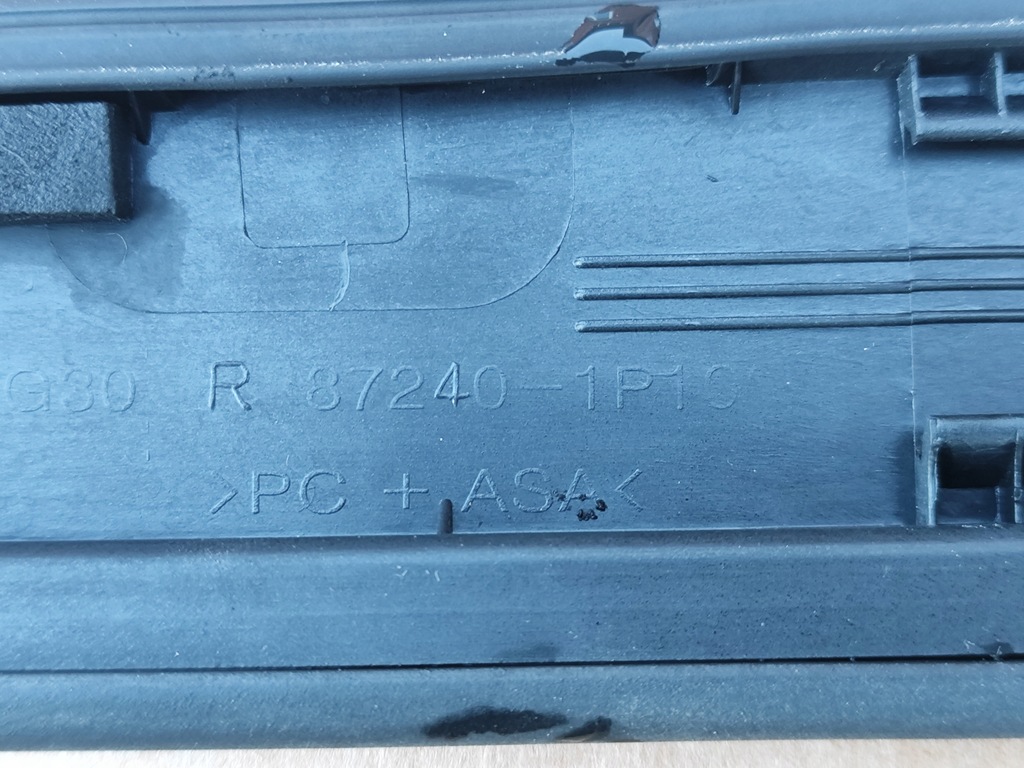 G30 R 87240-1P1
>PC + ASA<